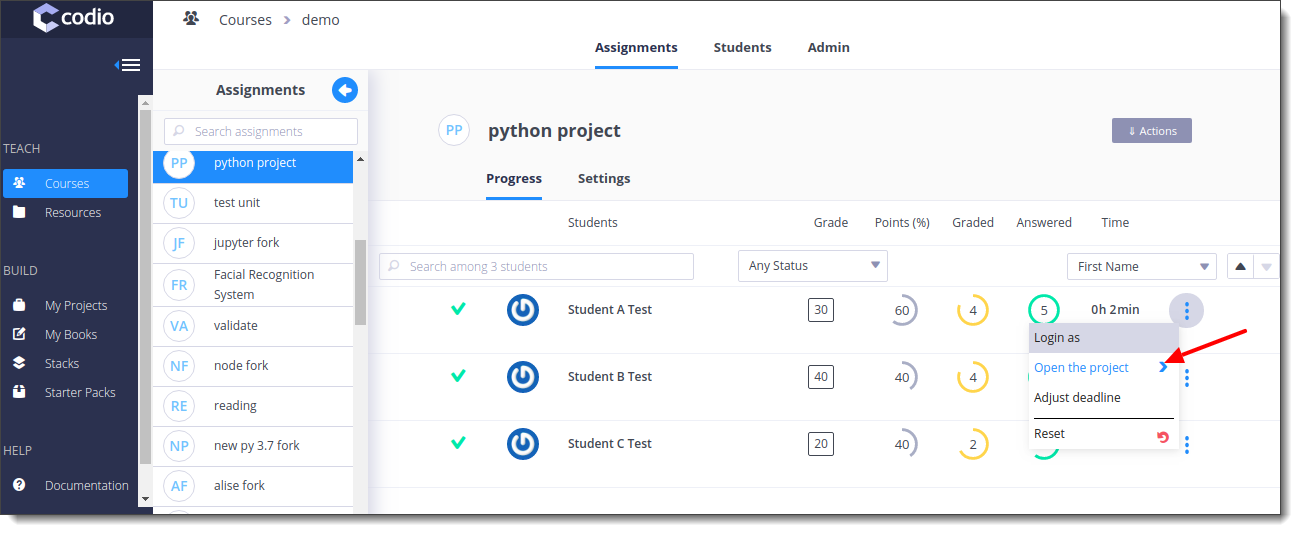 codio
Courses > demo
Assignments Students Admin
TEACH
Courses
Resources
BUILD
My Projects
My Books
Stacks
Starter Packs
HELP
Documentation
Assignments
Search assignments
PP python project
TU test unit
JF jupyter fork
FR Facial Recognition
System
VA validate
NF node fork
RE reading
NP new py 3.7 fork
AF alise fork
PP python project
⇓ Actions
Progress Settings
Students Grade Points (%) Graded Answered Time
Search among 3 students Any Status First Name
Student A Test 30 60 4 5 0h 2min
Student B Test 40 40 4
Student C Test 20 40 2
Login as
Open the project
Adjust deadline
Reset